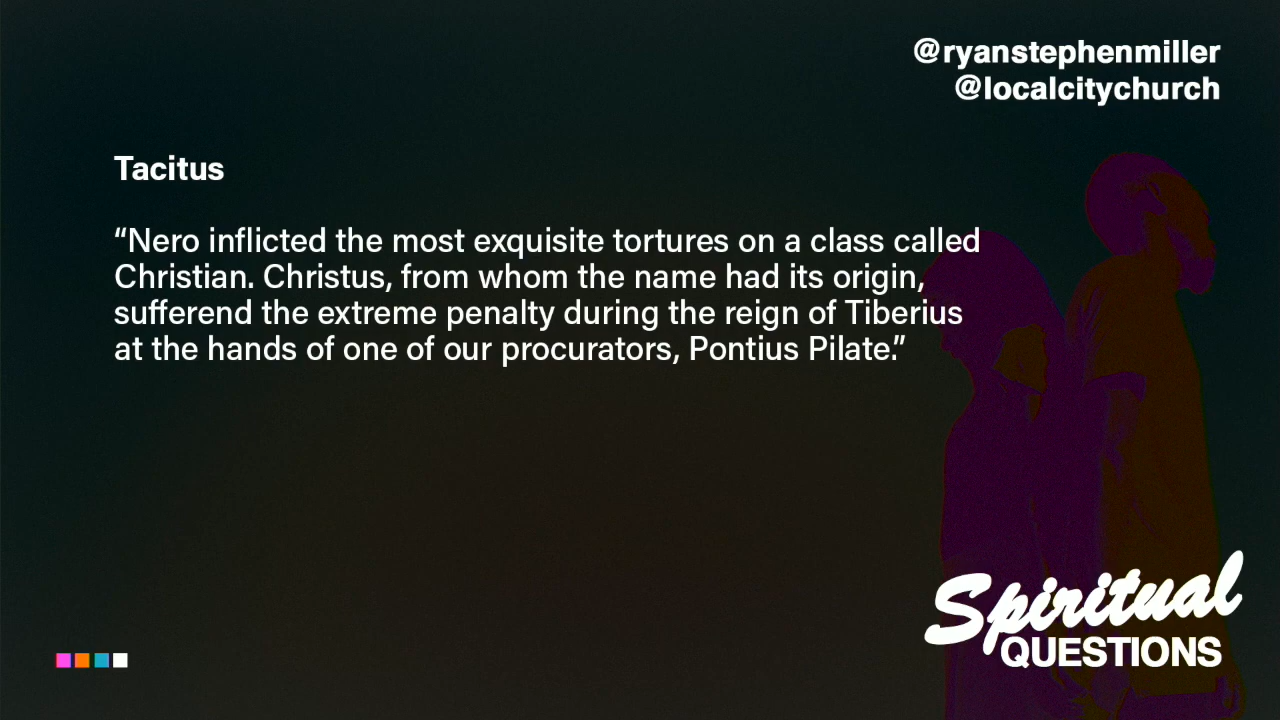 @ryanstephenmiller
@localcitychurch
Tacitus
“Nero inflicted the most exquisite tortures on a class called
Christian. Christus, from whom the name had its origin,
sufferend the extreme penalty during the reign of Tiberius
at the hands of one of our procurators, Pontius Pilate.”
Spiritual
QUESTIONS